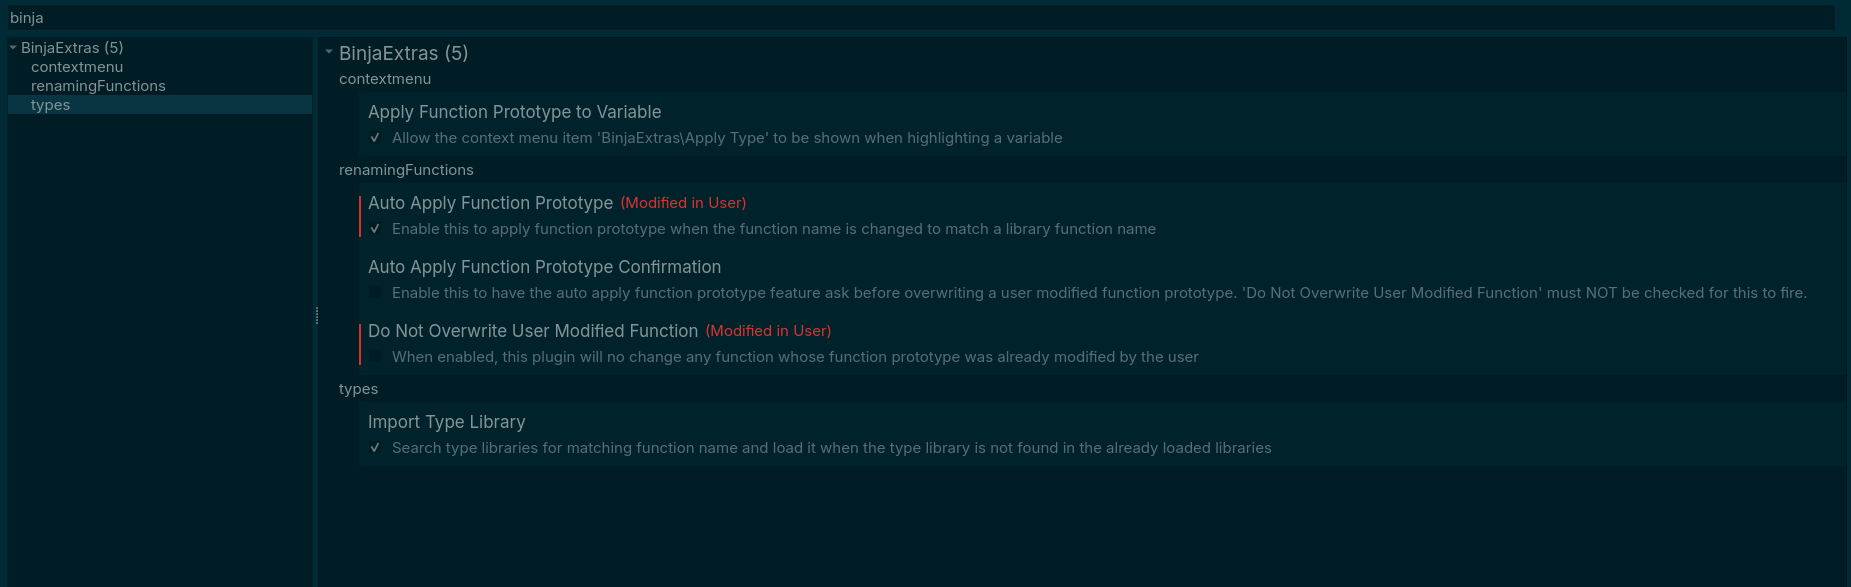 binja
BinjaExtras (5)
contextmenu
renamingFunctions
types
BinjaExtras (5)
contextmenu
Apply Function Prototype to Variable
Allow the context menu item 'BinjaExtras\Apply Type' to be shown when highlighting a variable
renamingFunctions
Auto Apply Function Prototype (Modified in User)
Enable this to apply function prototype when the function name is changed to match a library function name
Auto Apply Function Prototype Confirmation
Enable this to have the auto apply function prototype feature ask before overwriting a user modified function prototype. 'Do Not Overwrite User Modified Function' must NOT be checked for this to fire.
Do Not Overwrite User Modified Function (Modified in User)
When enabled, this plugin will no change any function whose function prototype was already modified by the user
types
Import Type Library
Search type libraries for matching function name and load it when the type library is not found in the already loaded libraries